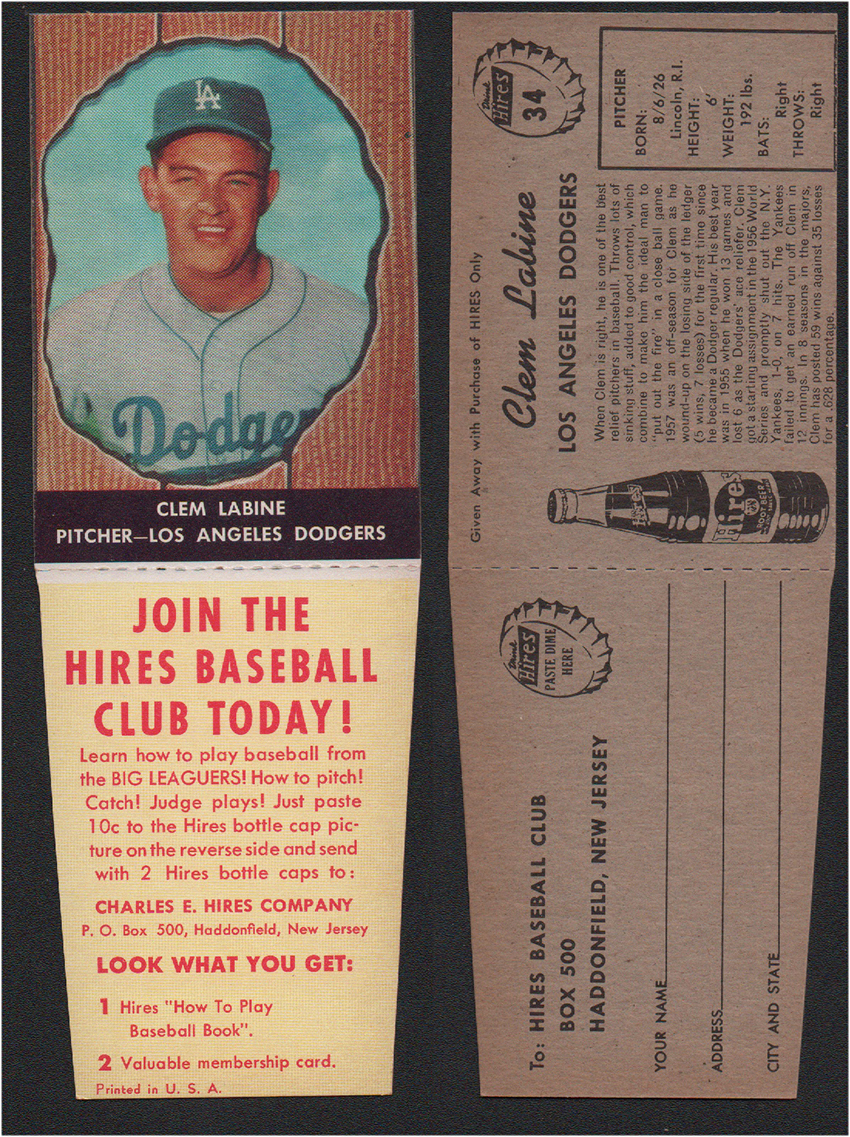 LA
Dodgers
CLEM LABINE
PITCHER—LOS ANGELES DODGERS
JOIN THE
HIRES BASEBALL
CLUB TODAY!
Learn how to play baseball from
the BIG LEAGUERS! How to pitch!
Catch! Judge plays! Just paste
10c to the Hires bottle cap pic-
ture on the reverse side and send
with 2 Hires bottle caps to:
CHARLES E. HIRES COMPANY
P. O. Box 500, Haddonfield, New Jersey
LOOK WHAT YOU GET:
1 Hires "How To Play
Baseball Book".
2 Valuable membership card.
Printed in U. S. A.
Given Away with Purchase of HIRES Only
Drink
Hires
34
Clem Labine
LOS ANGELES DODGERS
PITCHER
BORN:
8/6/26
Lincoln, R.I.
HEIGHT:
6'
WEIGHT:
192 lbs.
BATS:
Right
THROWS:
Right
When Clem is right, he is one of the best
relief pitchers in baseball. Throws lots of
sinking stuff, added to good control, which
combine to make him the ideal man to
"put out the fire" in a close ball game.
1957 was an off-season for Clem as he
wound-up on the losing side of the ledger
(5 wins, 7 losses) for the first time since
he became a Dodger regular. His best year
was in 1955 when he won 13 games and
lost 6 as the Dodgers' ace reliefer. Clem
got a starting assignment in the 1956 World
Series and promptly shut out the N.Y.
Yankees, 1-0, on 7 hits. The Yankees
failed to get an earned run off Clem in
12 innings. In 8 seasons in the majors,
Clem has posted 59 wins against 35 losses
for a .628 percentage.
Hires
Hires
ROOT BEER
Drink
Hires
PASTE DIME
HERE
To: HIRES BASEBALL CLUB
BOX 500
HADDONFIELD, NEW JERSEY
YOUR NAME
ADDRESS
CITY AND STATE